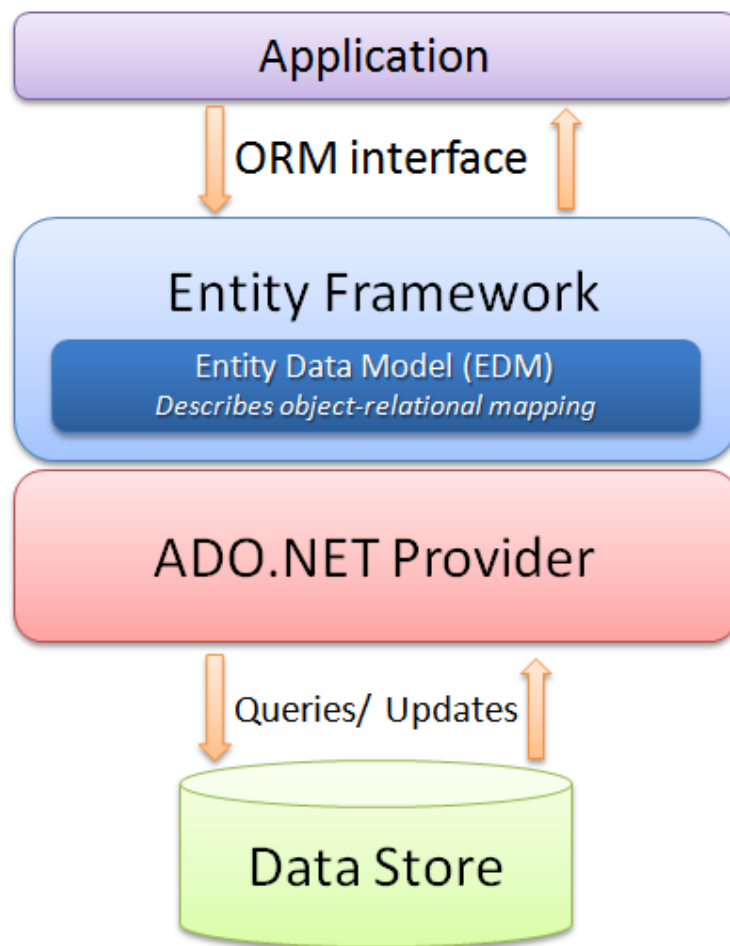 Application
ORM interface
Entity Framework
Entity Data Model (EDM)
Describes object-relational mapping
ADO.NET Provider
Queries/ Updates
Data Store